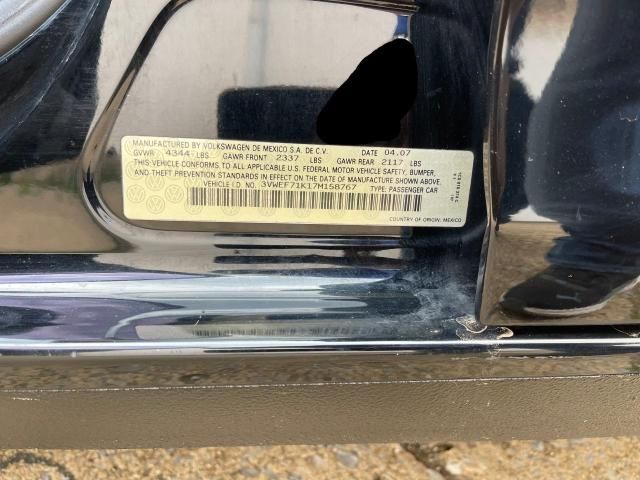 MANUFACTURED BY VOLKSWAGEN DE MEXICO S.A. DE C.V. 04.07
GVWR 4344 LBS GAWR FRONT 2337 LBS GAWR REAR 2117 LBS
THIS VEHICLE CONFORMS TO ALL APPLICABLE U.S. FEDERAL MOTOR VEHICLE SAFETY, BUMPER,
AND THEFT PREVENTION STANDARDS IN EFFECT ON THE DATE OF MANUFACTURE SHOWN ABOVE.
VEHICLE I.D. NO. 3VWEF71K17M158767 TYPE: PASSENGER CAR
COUNTRY OF ORIGIN: MEXICO